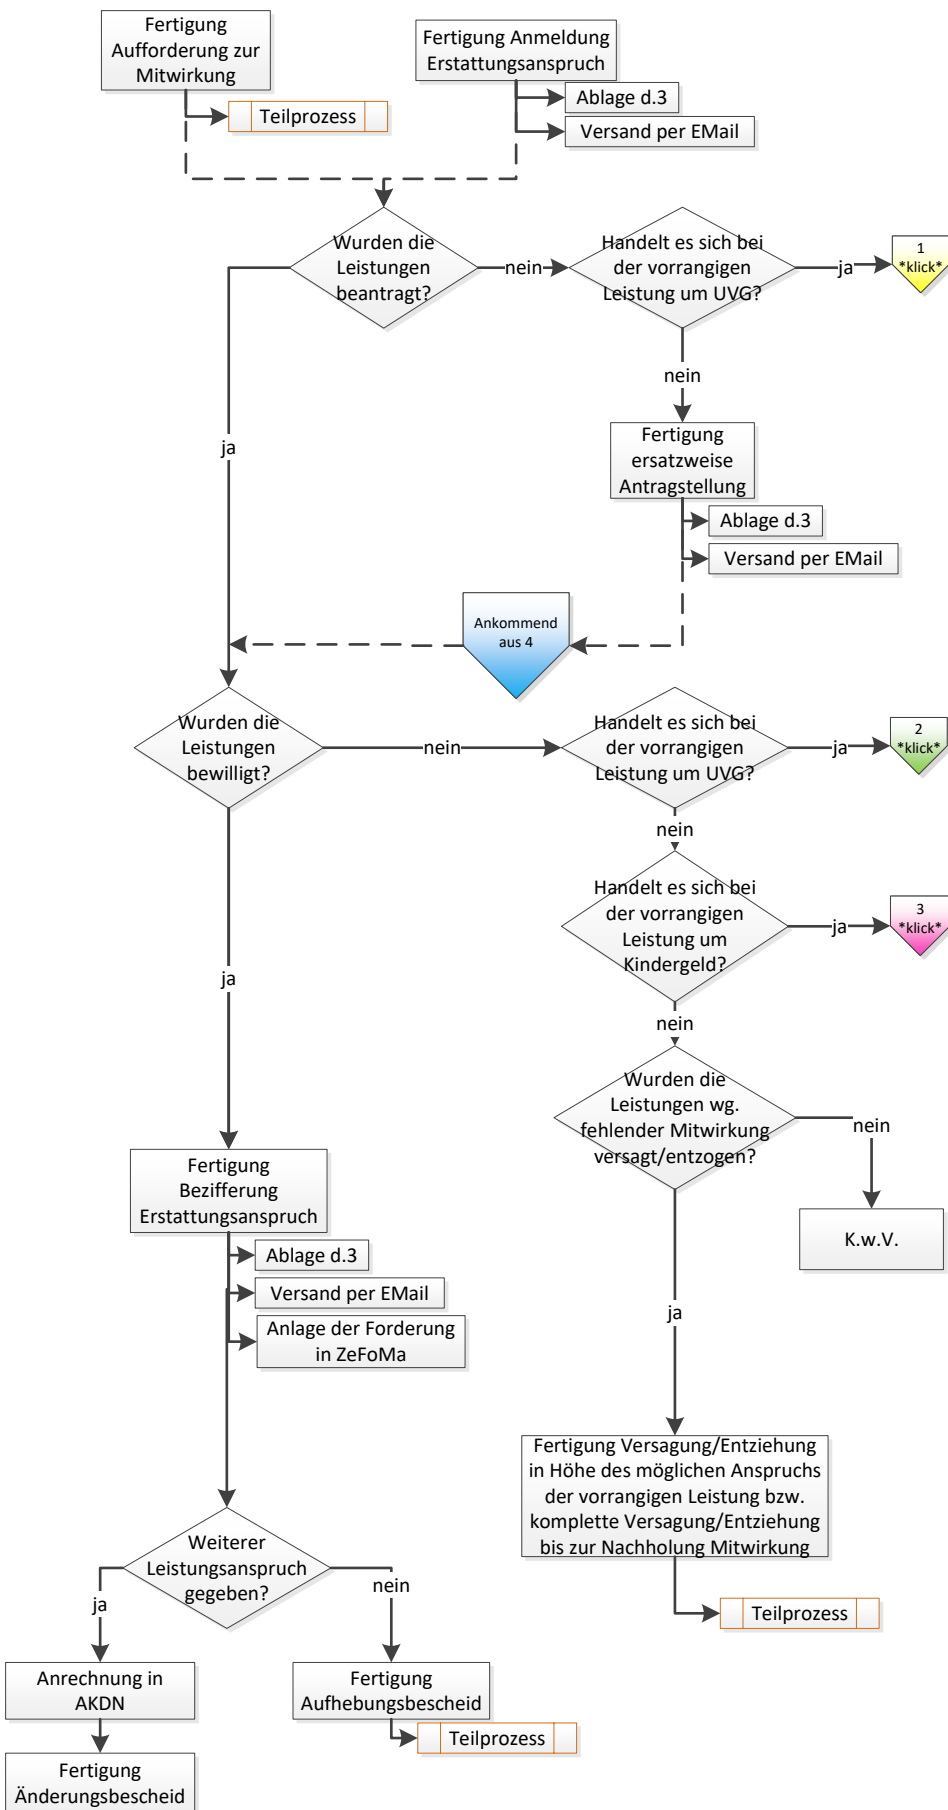 Fertigung
Aufforderung zur
Mitwirkung
Teilprozess
Fertigung Anmeldung
Erstattungsanspruch
Ablage d.3
Versand per EMail
Wurden die
Leistungen
beantragt?
nein
Handelt es sich bei
der vorrangigen
Leistung um UVG?
ja
1
*klick*
nein
ja
Fertigung
ersatzweise
Antragstellung
Ablage d.3
Versand per EMail
Ankommend
aus 4
Wurden die
Leistungen
bewilligt?
nein
Handelt es sich bei
der vorrangigen
Leistung um UVG?
ja
2
*klick*
nein
Handelt es sich bei
der vorrangigen
Leistung um
Kindergeld?
ja
3
*klick*
ja
nein
Wurden die
Leistungen wg.
fehlender Mitwirkung
versagt/entzogen?
nein
K.w.V.
Fertigung
Bezifferung
Erstattungsanspruch
Ablage d.3
Versand per EMail
Anlage der Forderung
in ZeFoMa
ja
Fertigung Versagung/Entziehung
in Höhe des möglichen Anspruchs
der vorrangigen Leistung bzw.
komplette Versagung/Entziehung
bis zur Nachholung Mitwirkung
Teilprozess
Weiterer
Leistungsanspruch
gegeben?
ja
nein
Anrechnung in
AKDN
Fertigung
Änderungsbescheid
Fertigung
Aufhebungsbescheid
Teilprozess